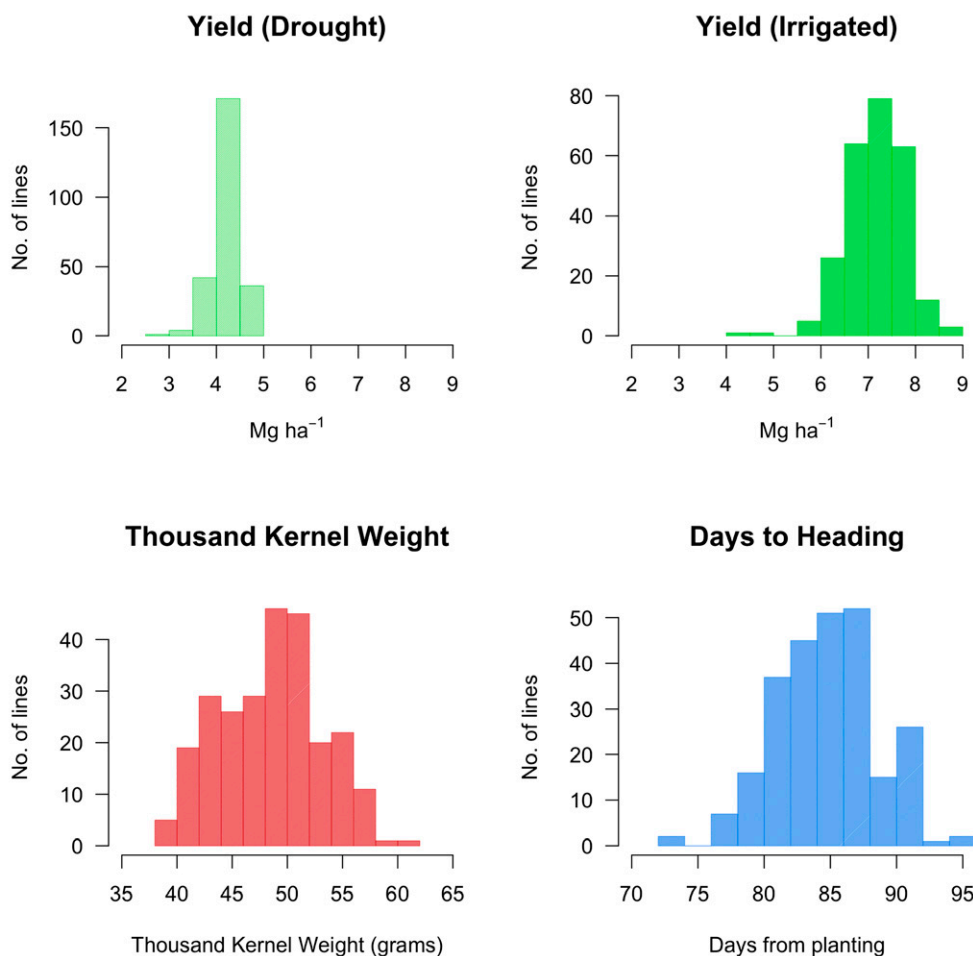 Yield (Drought)
No. of lines
150
100
50
0
2 3 4 5 6 7 8 9
Mg ha⁻¹
Yield (Irrigated)
No. of lines
80
60
40
20
0
2 3 4 5 6 7 8 9
Mg ha⁻¹
Thousand Kernel Weight
No. of lines
40
30
20
10
0
35 40 45 50 55 60 65
Thousand Kernel Weight (grams)
Days to Heading
No. of lines
50
40
30
20
10
0
70 75 80 85 90 95
Days from planting